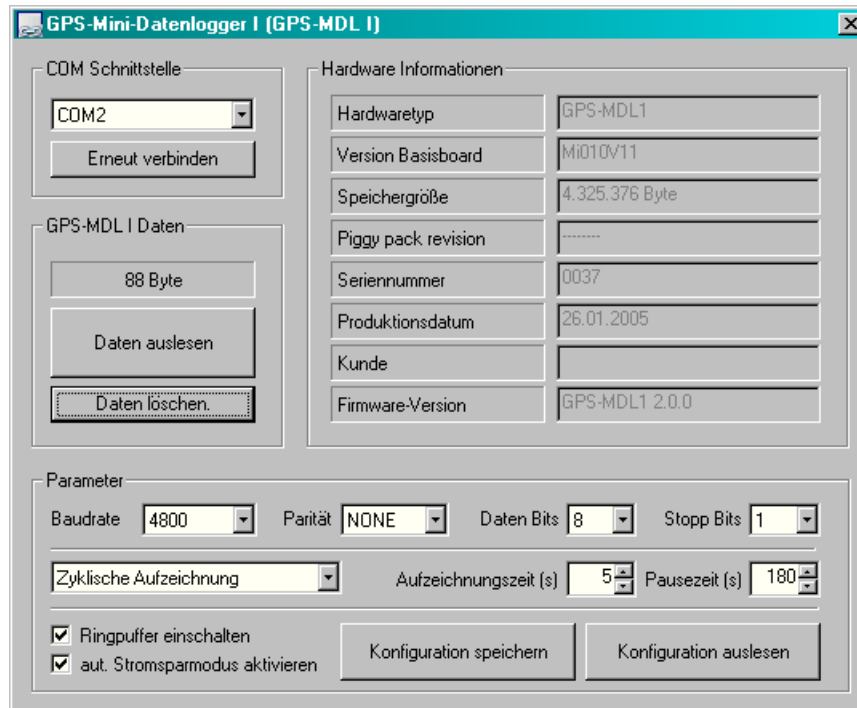 GPS-Mini-Datenlogger I (GPS-MDL I)
COM Schnittstelle
COM2
Erneut verbinden
GPS-MDL I Daten
88 Byte
Daten auslesen
Daten löschen.
Hardware Informationen
Hardwaretyp GPS-MDL1
Version Basisboard Mi010V11
Speichergröße 4.325.376 Byte
Piggy pack revision --------
Seriennummer 0037
Produktionsdatum 26.01.2005
Kunde
Firmware-Version GPS-MDL1 2.0.0
Parameter
Baudrate 4800 Parität NONE Daten Bits 8 Stopp Bits 1
Zyklische Aufzeichnung Aufzeichnungszeit (s) 5 Pausezeit (s) 180
Ringpuffer einschalten
aut. Stromsparmodus aktivieren
Konfiguration speichern Konfiguration auslesen